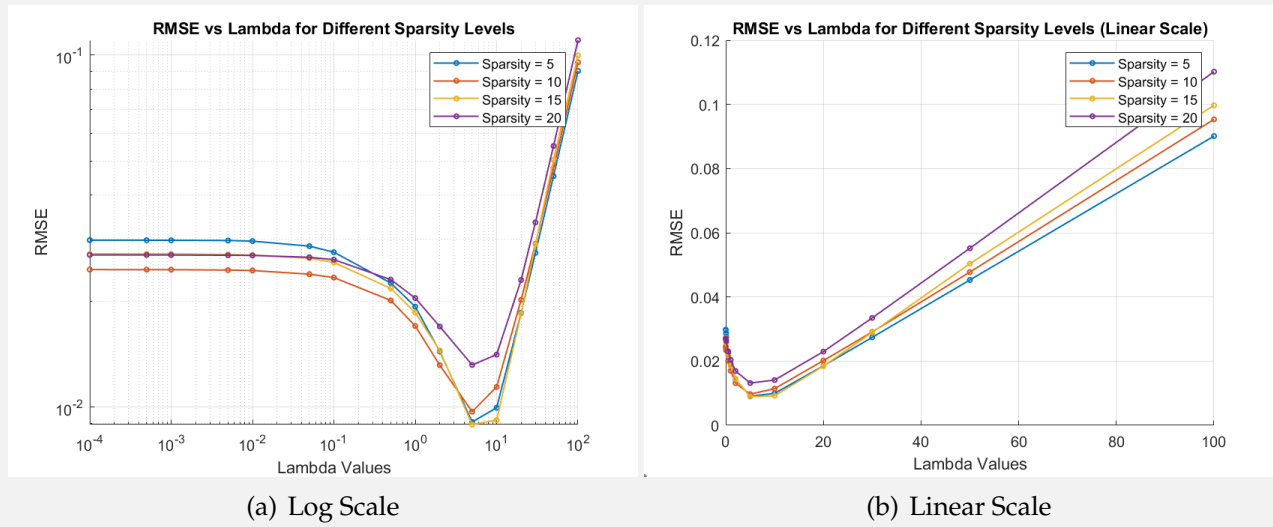 RMSE vs Lambda for Different Sparsity Levels
10^-1
10^-2
RMSE
Sparsity = 5
Sparsity = 10
Sparsity = 15
Sparsity = 20
10^-4 10^-3 10^-2 10^-1 10^0 10^1 10^2
Lambda Values
(a) Log Scale
RMSE vs Lambda for Different Sparsity Levels (Linear Scale)
0.12
0.1
0.08
0.06
0.04
0.02
0
RMSE
Sparsity = 5
Sparsity = 10
Sparsity = 15
Sparsity = 20
0 20 40 60 80 100
Lambda Values
(b) Linear Scale